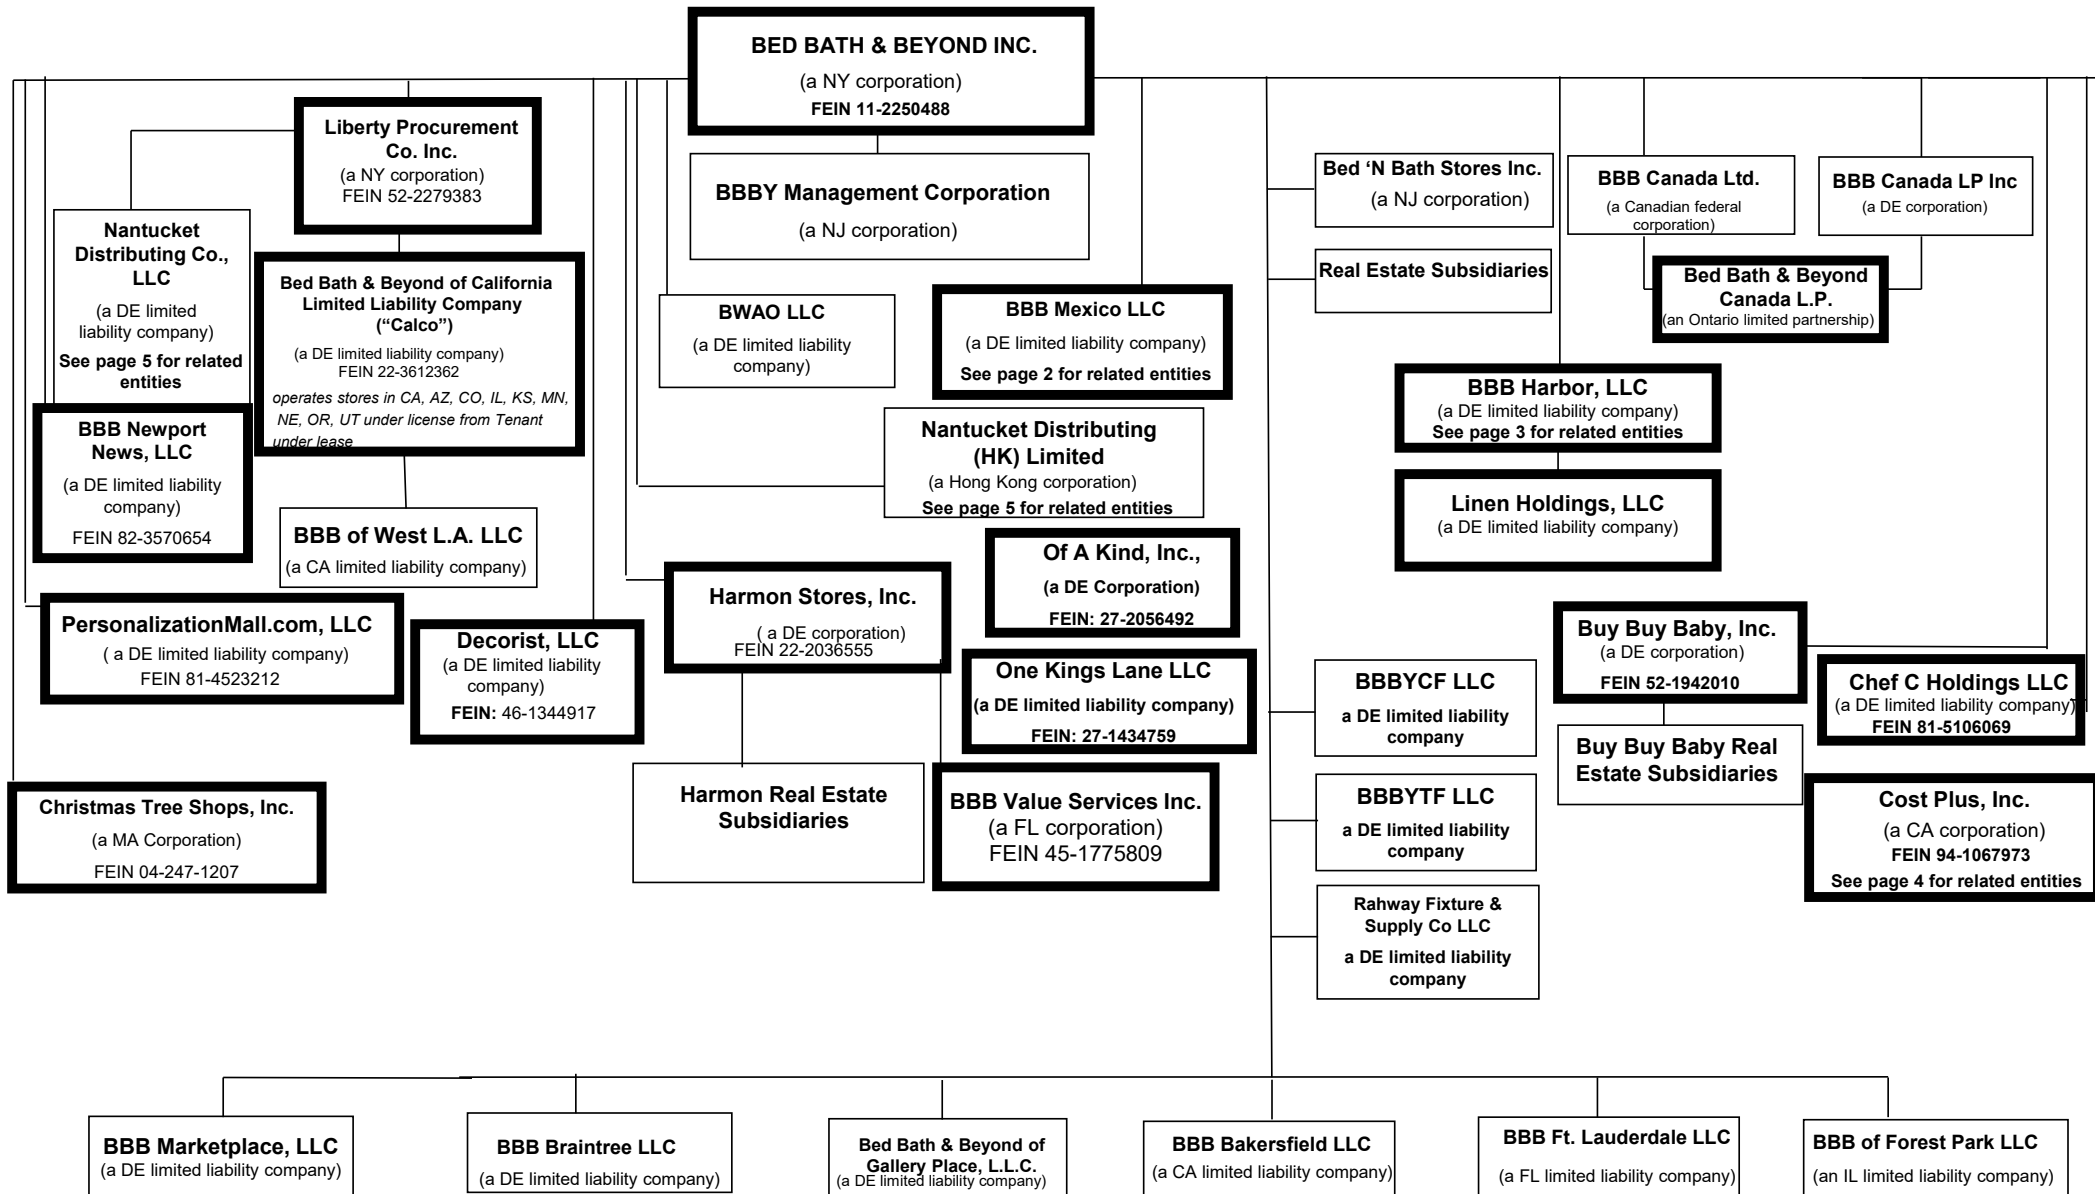 BED BATH & BEYOND INC.
(a NY corporation)
FEIN 11-2250488
Liberty Procurement
Co. Inc.
(a NY corporation)
FEIN 52-2279383
BBBY Management Corporation
(a NJ corporation)
Bed ‘N Bath Stores Inc.
(a NJ corporation)
BBB Canada Ltd.
(a Canadian federal
corporation)
BBB Canada LP Inc
(a DE corporation)
Nantucket
Distributing Co.,
LLC
(a DE limited
liability company)
See page 5 for related
entities
Bed Bath & Beyond of California
Limited Liability Company
(“Calco”)
(a DE limited liability company)
FEIN 22-3612362
operates stores in CA, AZ, CO, IL, KS, MN,
NE, OR, UT under license from Tenant
under lease
BWAO LLC
(a DE limited liability
company)
BBB Mexico LLC
(a DE limited liability company)
See page 2 for related entities
Real Estate Subsidiaries
Bed Bath & Beyond
Canada L.P.
(an Ontario limited partnership)
BBB Newport
News, LLC
(a DE limited liability
company)
FEIN 82-3570654
BBB of West L.A. LLC
(a CA limited liability company)
Nantucket Distributing
(HK) Limited
(a Hong Kong corporation)
See page 5 for related entities
BBB Harbor, LLC
(a DE limited liability company)
See page 3 for related entities
Linen Holdings, LLC
(a DE limited liability company)
Of A Kind, Inc.,
(a DE Corporation)
FEIN: 27-2056492
PersonalizationMall.com, LLC
( a DE limited liability company)
FEIN 81-4523212
Decorist, LLC
(a DE limited liability
company)
FEIN: 46-1344917
Harmon Stores, Inc.
( a DE corporation)
FEIN 22-2036555
One Kings Lane LLC
(a DE limited liability company)
FEIN: 27-1434759
BBBYCF LLC
a DE limited liability
company
Buy Buy Baby, Inc.
(a DE corporation)
FEIN 52-1942010
Chef C Holdings LLC
(a DE limited liability company)
FEIN 81-5106069
Buy Buy Baby Real
Estate Subsidiaries
Christmas Tree Shops, Inc.
(a MA Corporation)
FEIN 04-247-1207
Harmon Real Estate
Subsidiaries
BBB Value Services Inc.
(a FL corporation)
FEIN 45-1775809
BBBYTF LLC
a DE limited liability
company
Cost Plus, Inc.
(a CA corporation)
FEIN 94-1067973
See page 4 for related entities
Rahway Fixture &
Supply Co LLC
a DE limited liability
company
BBB Marketplace, LLC
(a DE limited liability company)
BBB Braintree LLC
(a DE limited liability company)
Bed Bath & Beyond of
Gallery Place, L.L.C.
(a DE limited liability company)
BBB Bakersfield LLC
(a CA limited liability company)
BBB Ft. Lauderdale LLC
(a FL limited liability company)
BBB of Forest Park LLC
(an IL limited liability company)